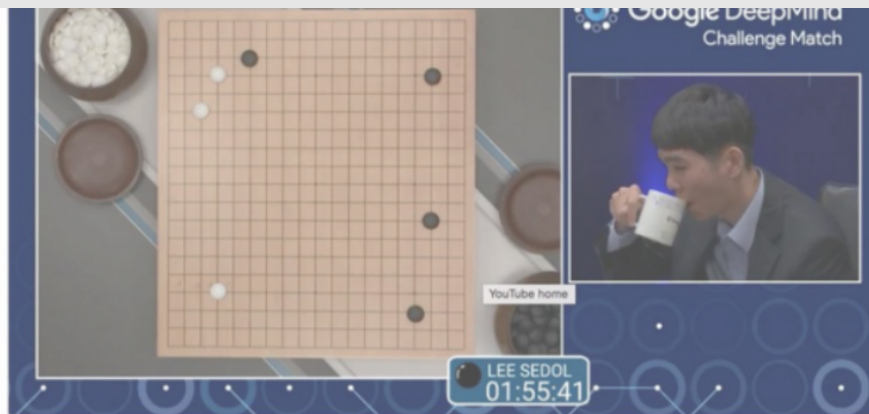 Google DeepMind
Challenge Match
YouTube home
LEE SEDOL
01:55:41